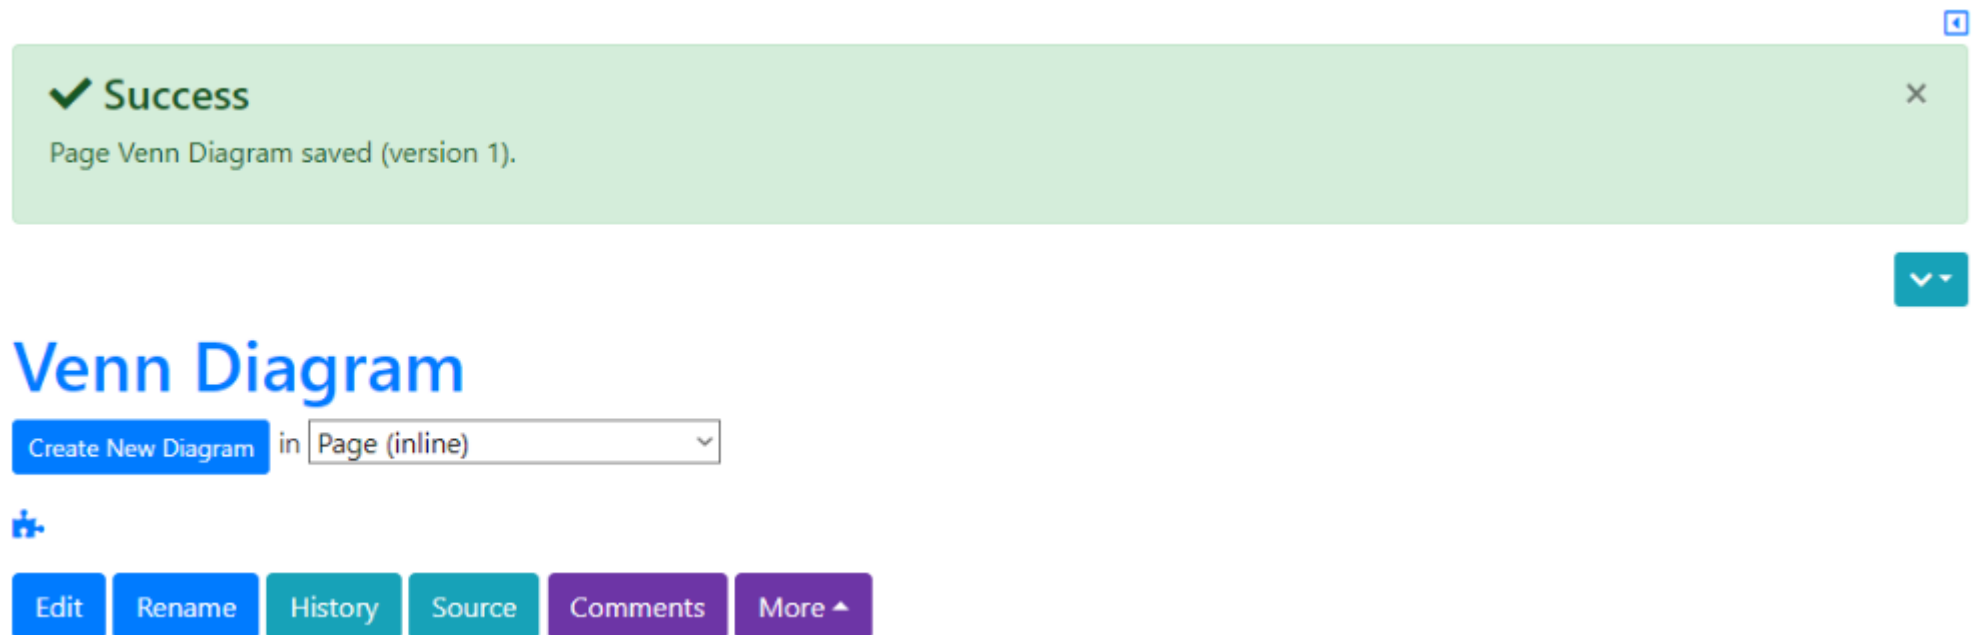 Success
Page Venn Diagram saved (version 1).
Venn Diagram
Create New Diagram in Page (inline)
Edit Rename History Source Comments More